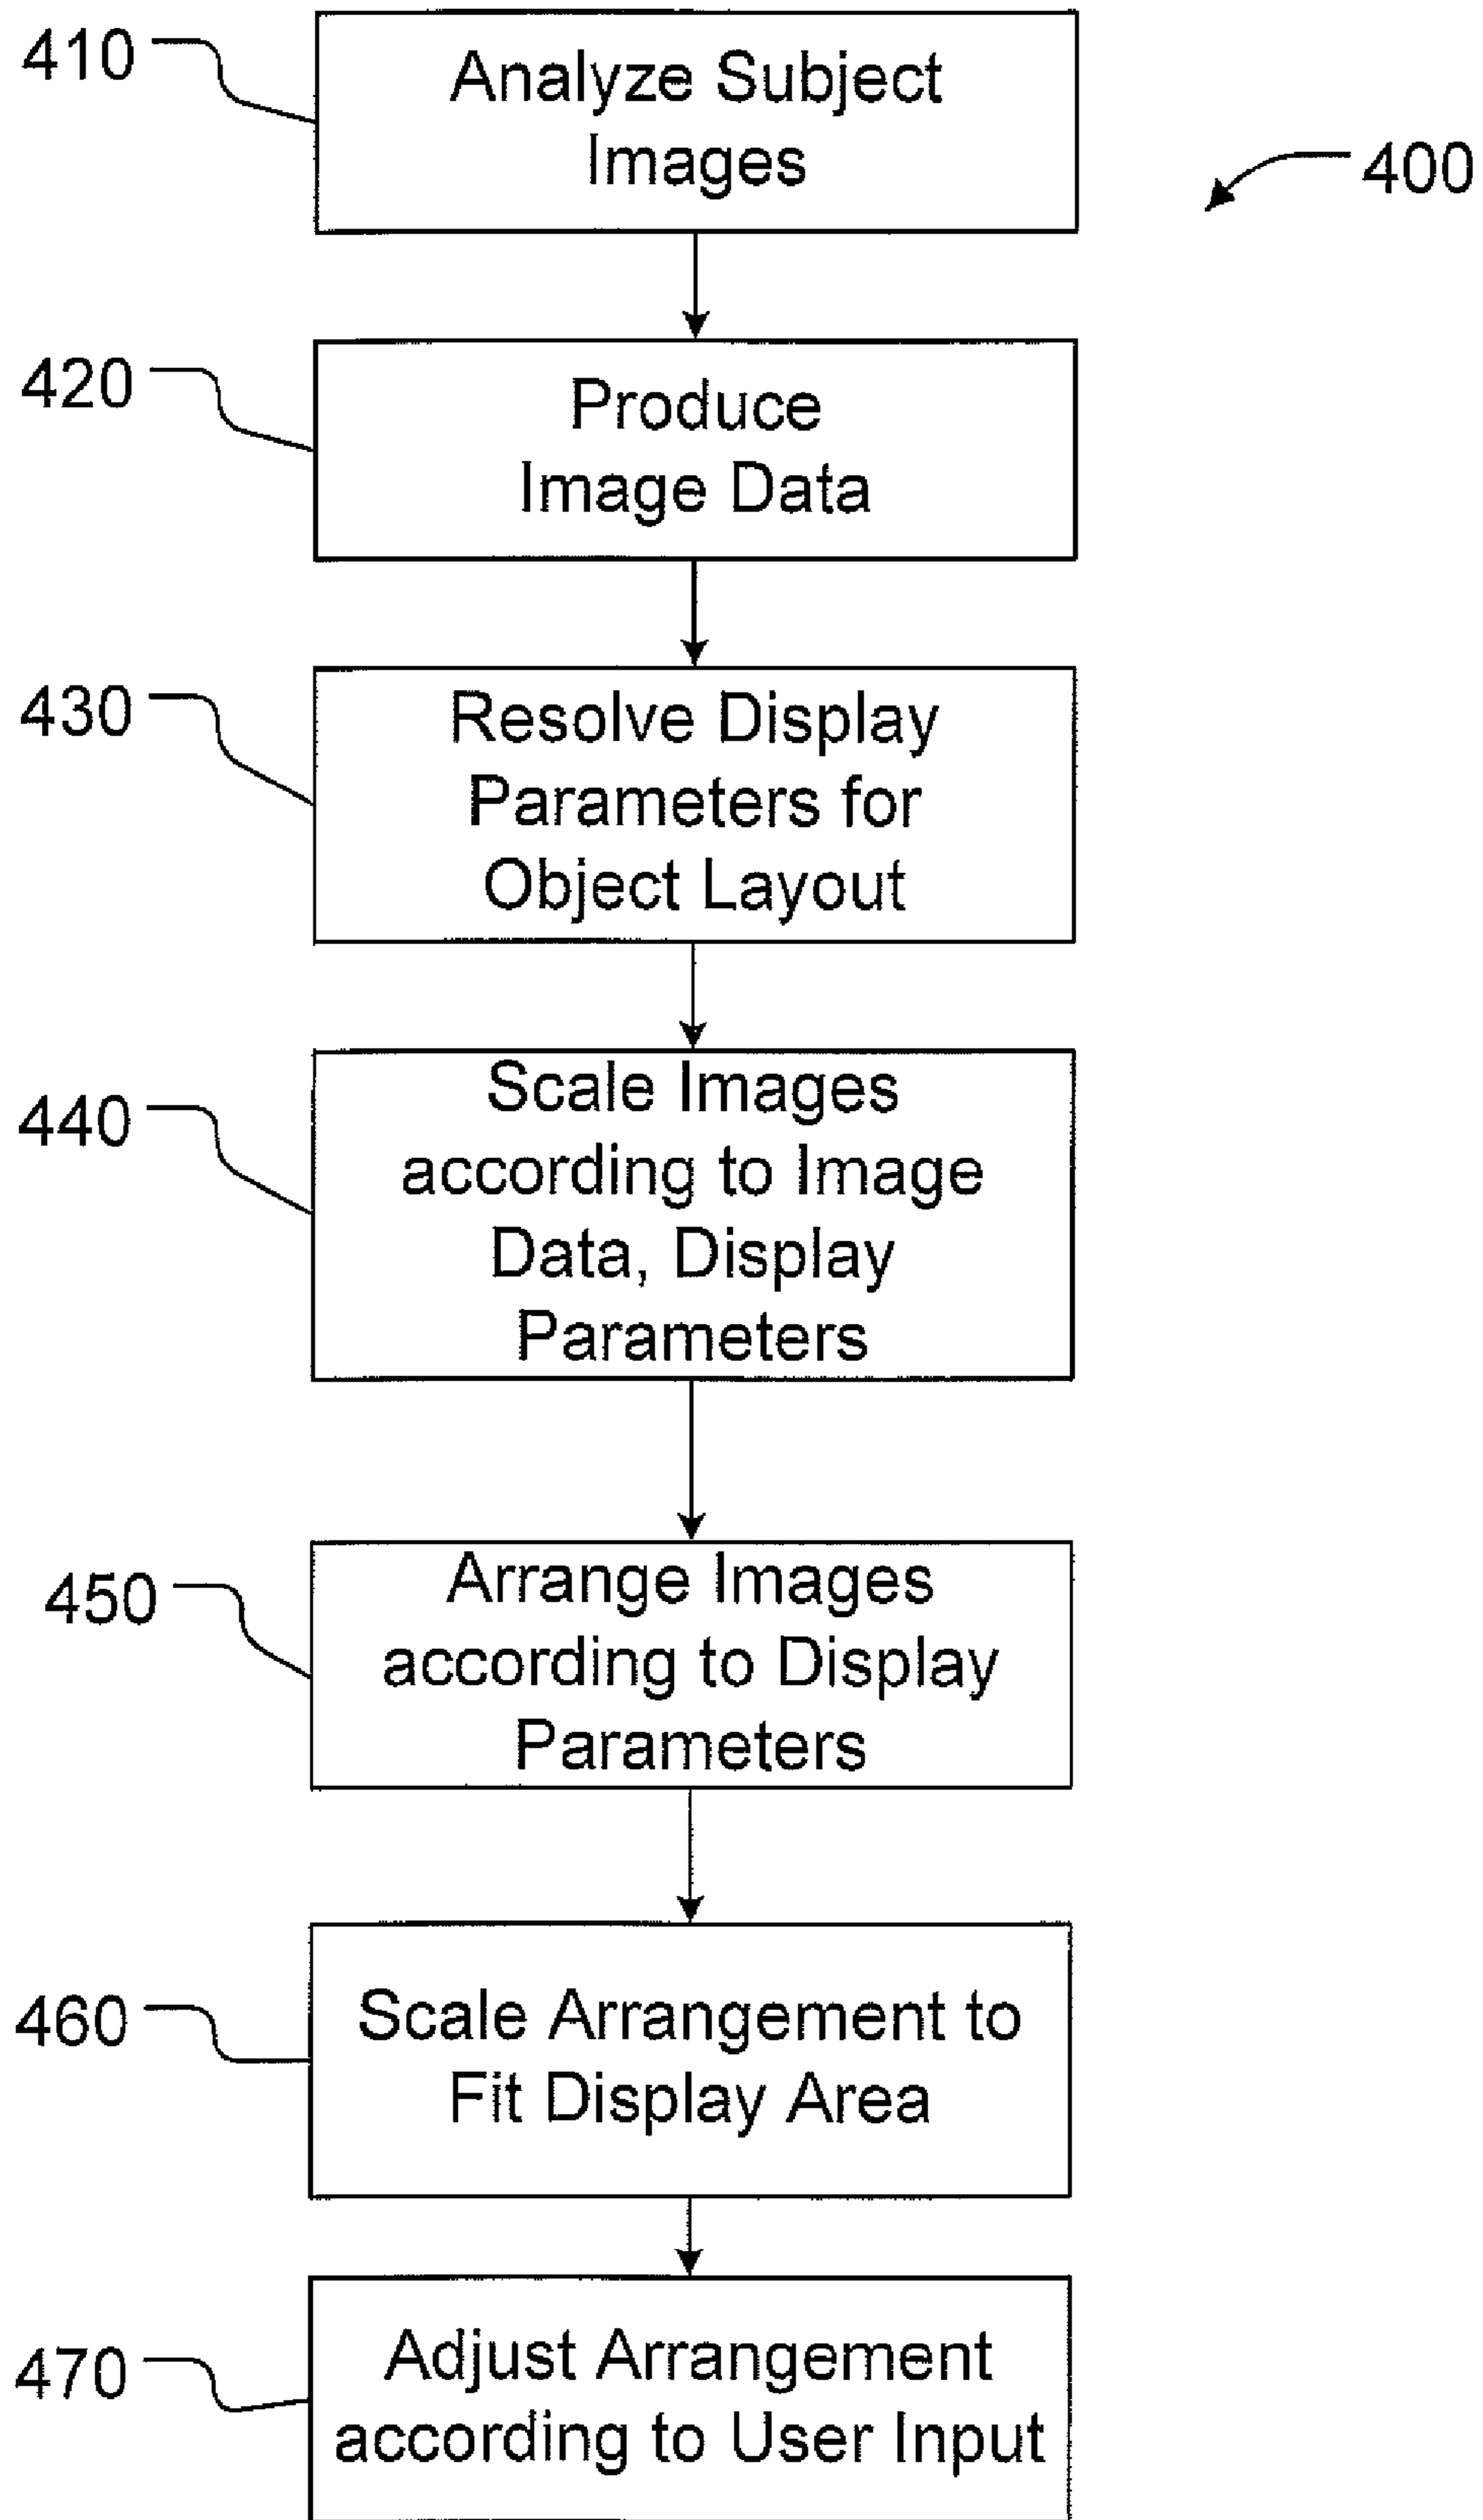 410
Analyze Subject
Images
400
420
Produce
Image Data
430
Resolve Display
Parameters for
Object Layout
440
Scale Images
according to Image
Data, Display
Parameters
450
Arrange Images
according to Display
Parameters
460
Scale Arrangement to
Fit Display Area
470
Adjust Arrangement
according to User Input